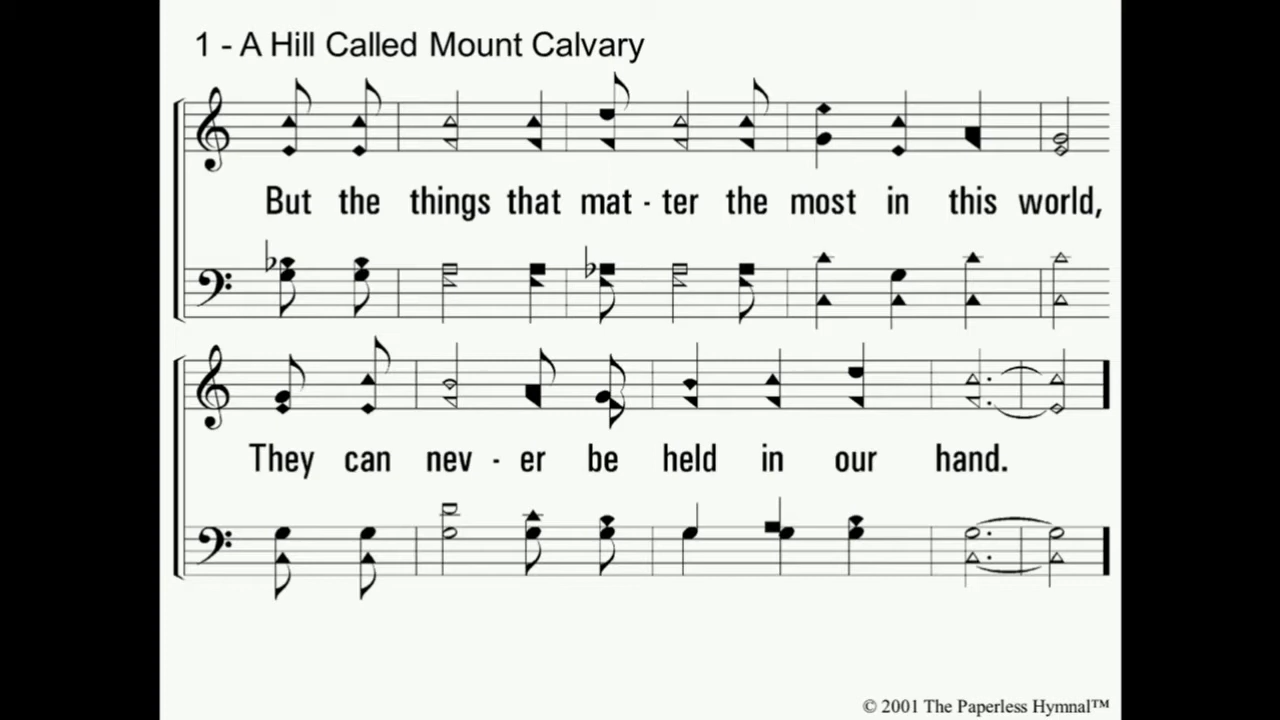 1 - A Hill Called Mount Calvary
But the things that mat - ter the most in this world,
They can nev - er be held in our hand.
© 2001 The Paperless Hymnal™